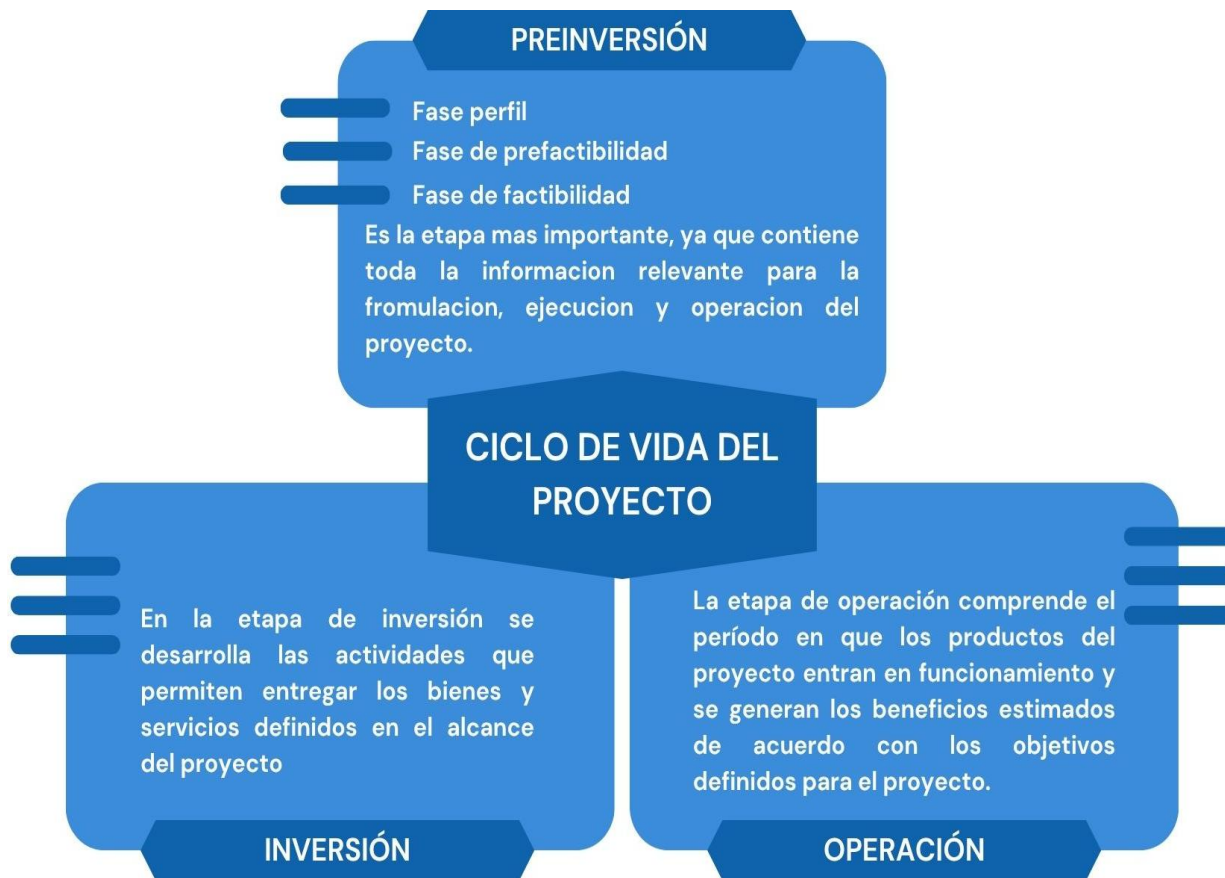 PREINVERSIÓN
Fase perfil
Fase de prefactibilidad
Fase de factibilidad
Es la etapa mas importante, ya que contiene
toda la informacion relevante para la
fromulacion, ejecucion y operacion del
proyecto.
CICLO DE VIDA DEL
PROYECTO
En la etapa de inversión se
desarrolla las actividades que
permiten entregar los bienes y
servicios definidos en el alcance
del proyecto
INVERSIÓN
La etapa de operación comprende el
período en que los productos del
proyecto entran en funcionamiento y
se generan los beneficios estimados
de acuerdo con los objetivos
definidos para el proyecto.
OPERACIÓN